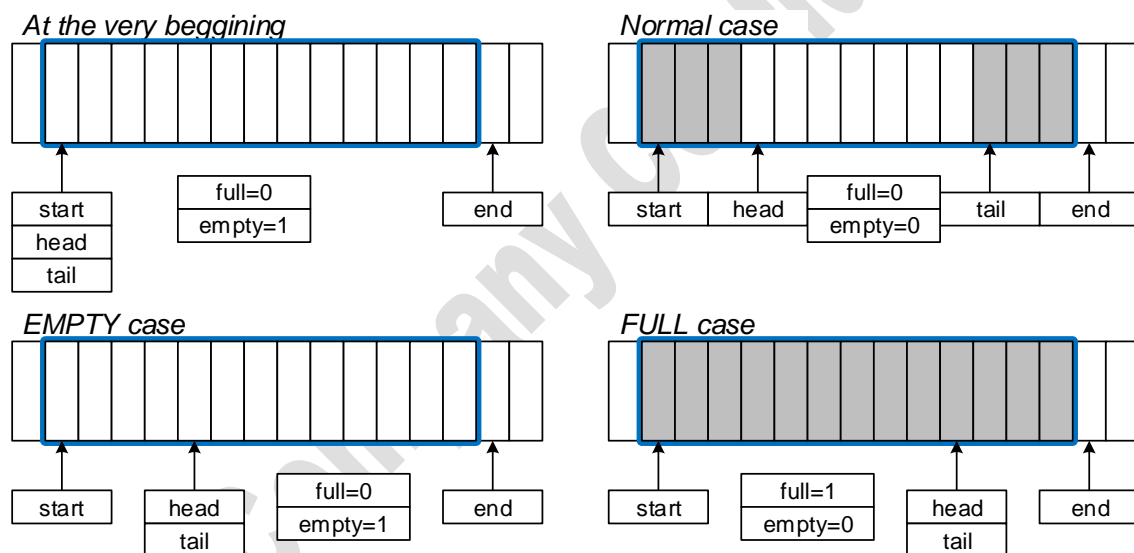 At the very beggining
start
head
tail
full=0
empty=1
end
Normal case
start
head
full=0
empty=0
tail
end
EMPTY case
start
head
tail
full=0
empty=1
end
FULL case
start
full=1
empty=0
head
tail
end